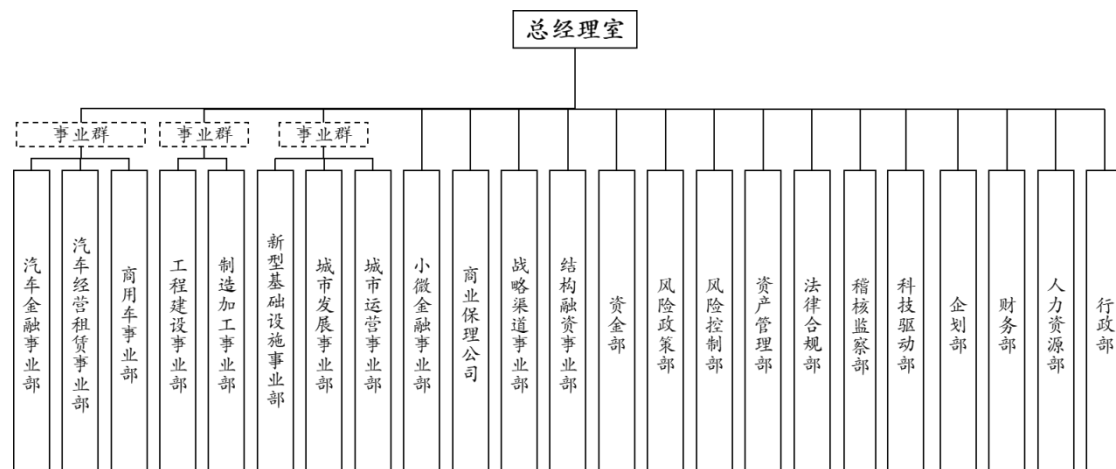 总经理室
事业群
事业群
事业群
汽车金融事业部
汽车经营租赁事业部
商用车事业部
工程建设事业部
制造加工事业部
新型基础设施事业部
城市发展事业部
城市运营事业部
小微金融事业部
商业保理公司
战略渠道事业部
结构融资事业部
资金部
风险政策部
风险控制部
资产管理部
法律合规部
稽核监察部
科技驱动部
企划部
财务部
人力资源部
行政部